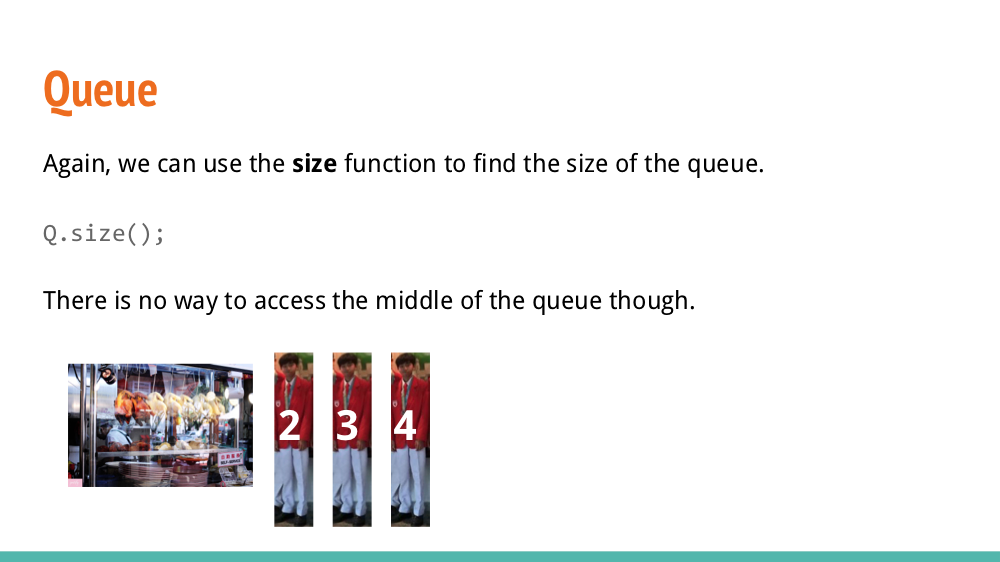 Queue
Again, we can use the size function to find the size of the queue.
Q.size();
There is no way to access the middle of the queue though.
2 3 4